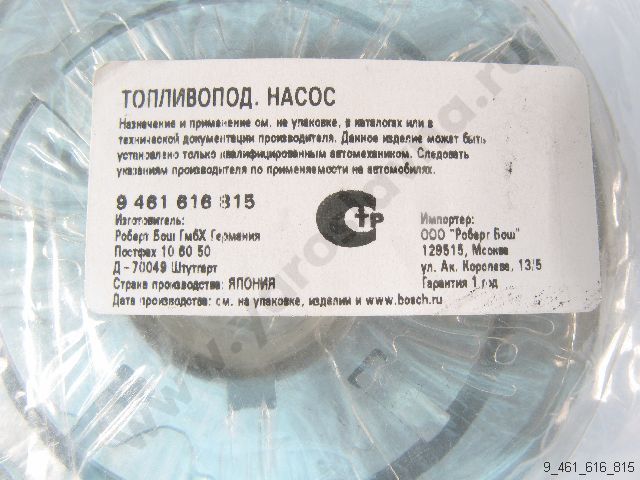 ТОПЛИВОПОД. НАСОС
Назначение и применение см. на упаковке, в каталогах или в
технической документации производителя. Данное изделие может быть
установлено только квалифицированным автомехаником. Следовать
указаниям производителя по применяемости на автомобилях.
9 461 616 815
Изготовитель:
Роберт Бош ГмбХ Германия
Постфах 10 60 50
Д - 70049 Штутгарт
Страна производства: ЯПОНИЯ
Дата производства: см. на упаковке, изделии и www.bosch.ru
Стр
Импортер:
ООО "Роберт Бош"
129515, Москва
ул. Ак. Королева, 13/5
Гарантия 1 год
9_461_616_815